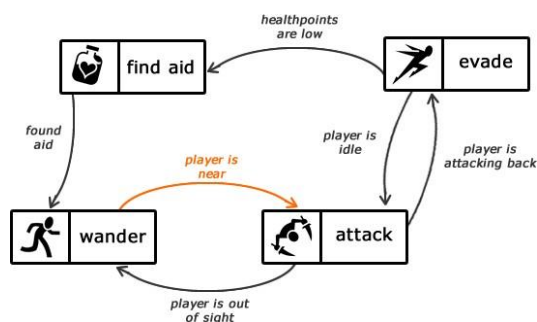 healthpoints
are low
find aid
evade
found
aid
player is
near
player is
idle
player is
attacking back
wander
attack
player is out
of sight